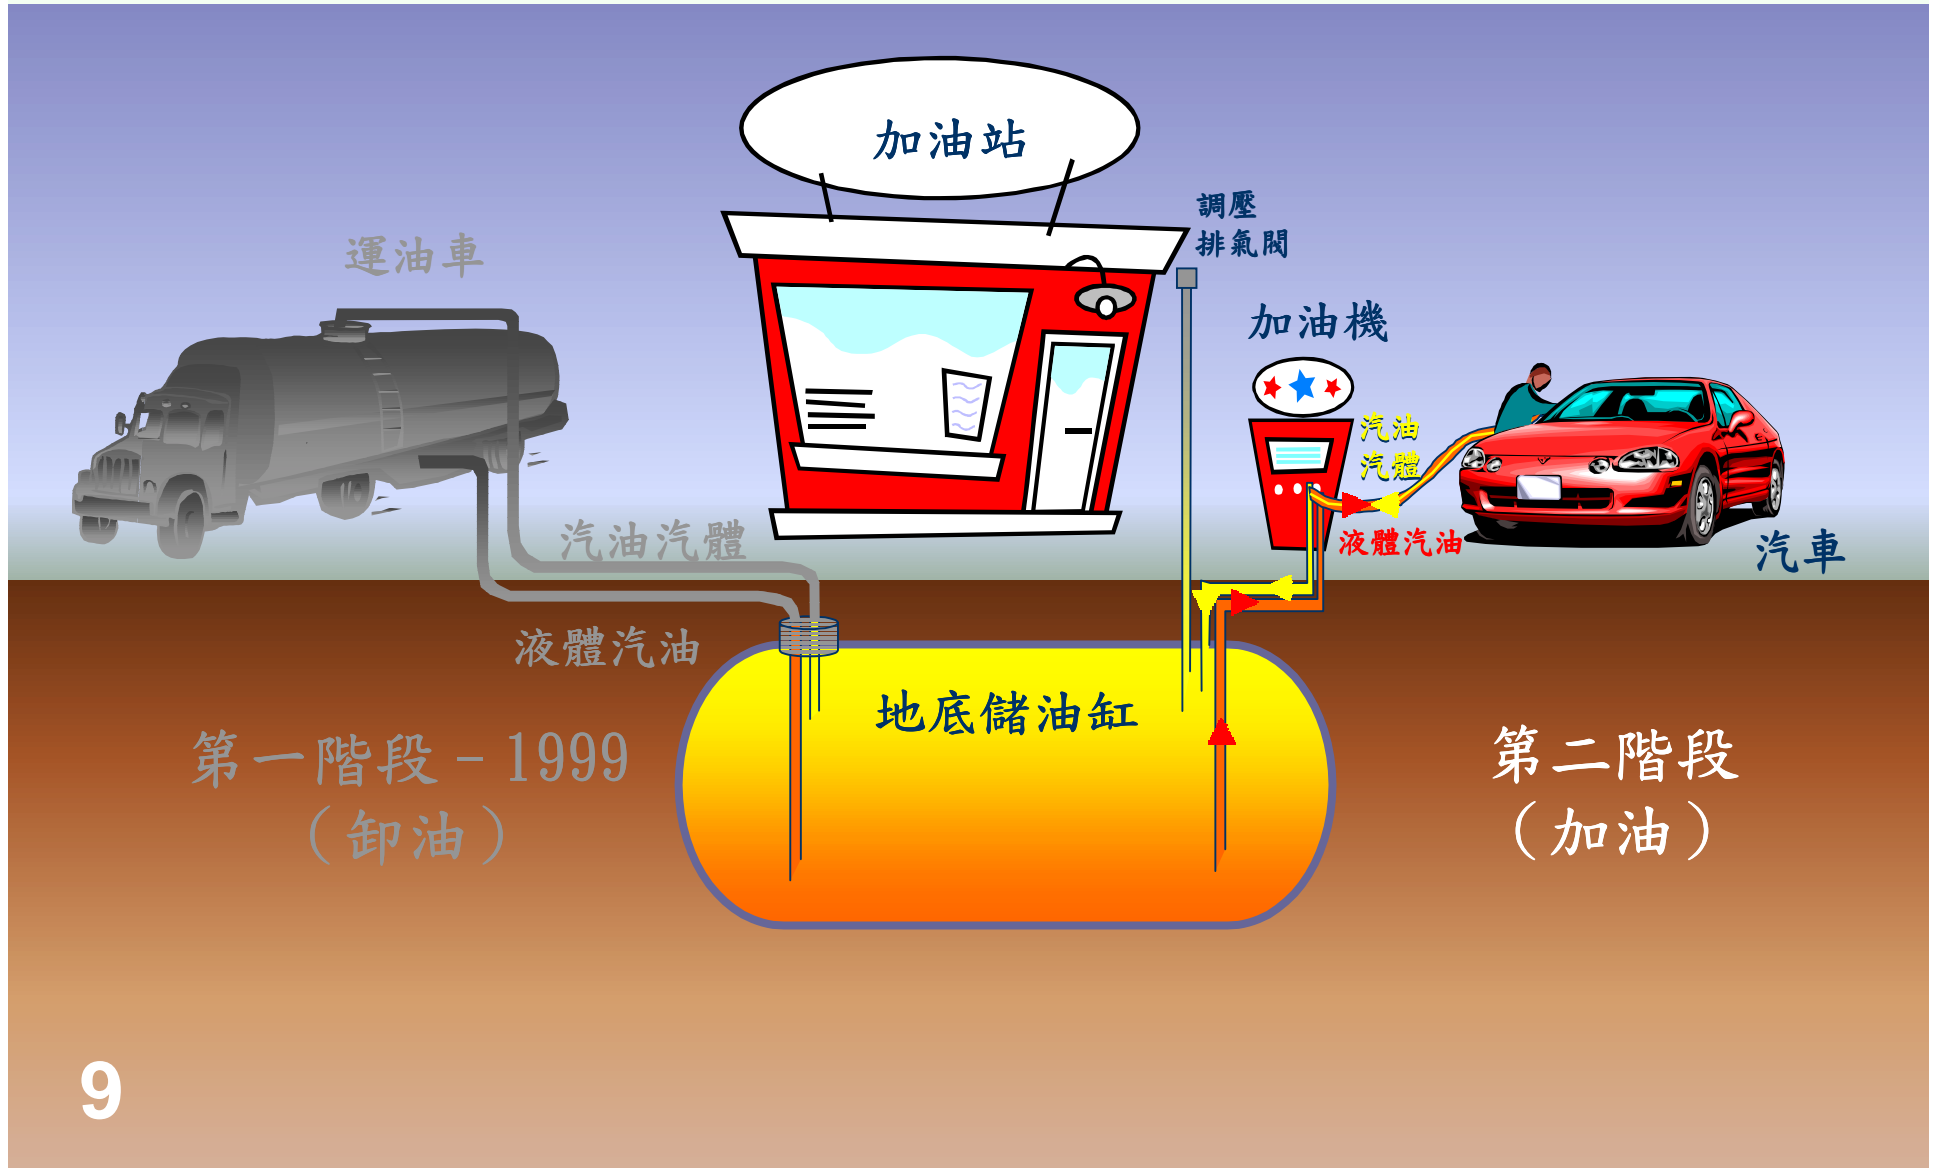 加油站
調壓
排氣閥
運油車
加油機
汽油
汽體
汽油汽體
液體汽油
汽車
液體汽油
地底儲油缸
第一階段－1999
（卸油）
第二階段
（加油）
9